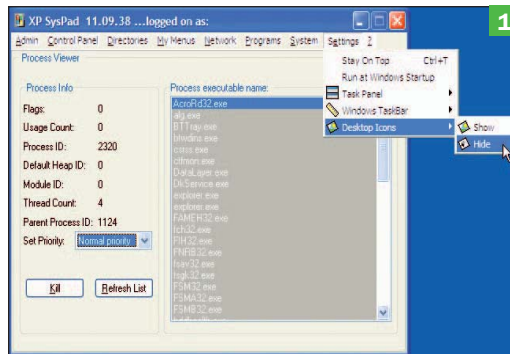 XP SysPad 11.09.38 ...logged on as:
1
Admin Control Panel Directories My Menus Network Programs System Settings ?
Process Viewer
Stay On Top Ctrl+T
Run at Windows Startup
Task Panel
Windows TaskBar
Desktop Icons
Show
Hide
Process Info
Flags: 0
Usage Count: 0
Process ID: 2320
Default Heap ID: 0
Module ID: 0
Thread Count: 4
Parent Process ID: 1124
Set Priority: Normal priority
Kill Refresh List
Process executable name:
AcroRd32.exe
alg.exe
BTTray.exe
btwdins.exe
csrss.exe
ctfmon.exe
DataLayer.exe
DkService.exe
explorer.exe
explorer.exe
FAMEH32.exe
fch32.exe
FIH32.exe
FNRB32.exe
fsav32.exe
fsgk32.exe
FSM32.exe
FSMA32.exe
FSMB32.exe